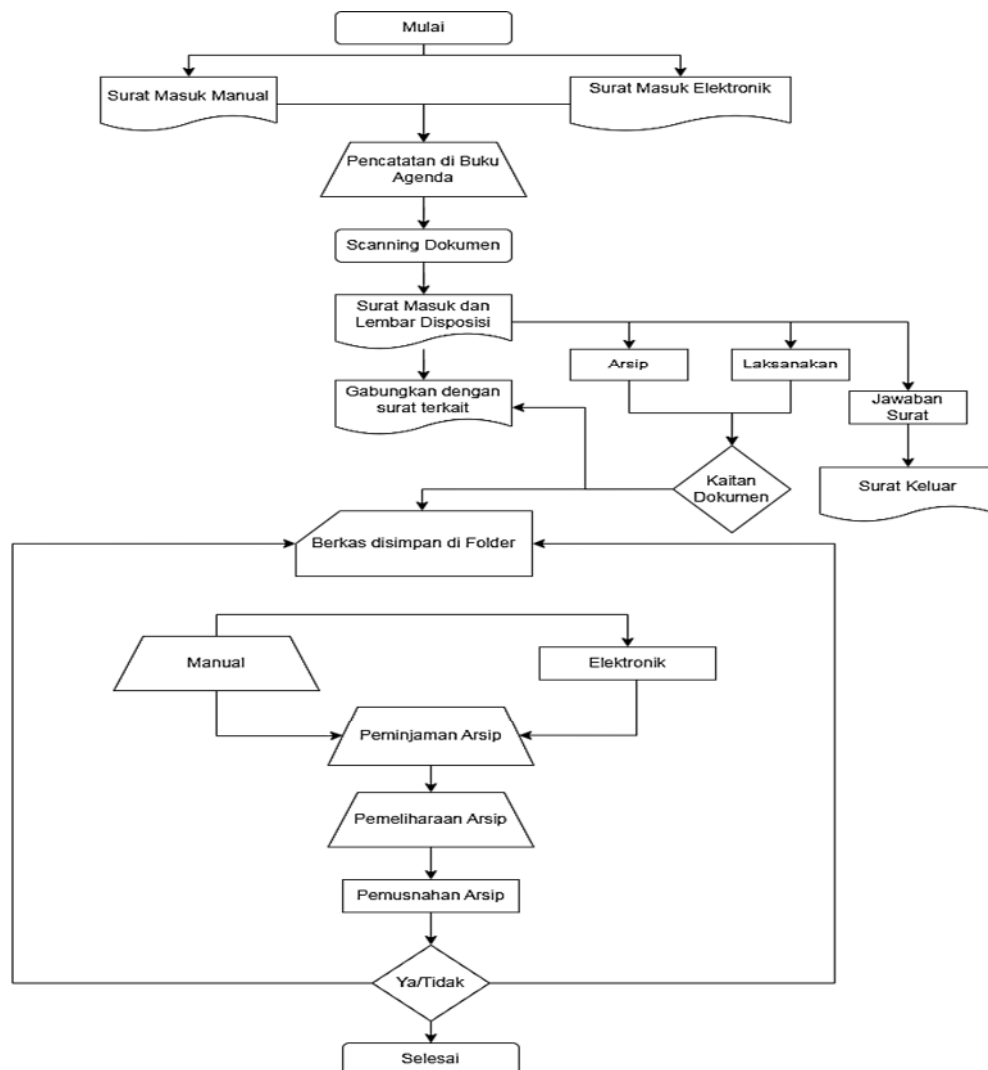 Mulai
Surat Masuk Manual
Surat Masuk Elektronik
Pencatatan di Buku
Agenda
Scanning Dokumen
Surat Masuk dan
Lembar Disposisi
Arsip
Laksanakan
Gabungkan dengan
surat terkait
Jawaban
Surat
Kaitan
Dokumen
Surat Keluar
Berkas disimpan di Folder
Manual
Elektronik
Peminjaman Arsip
Pemeliharaan Arsip
Pemusnahan Arsip
Ya/Tidak
Selesai